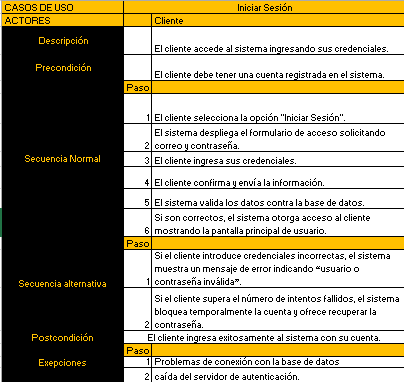 CASOS DE USO Iniciar Sesión
ACTORES Cliente
Descripción El cliente accede al sistema ingresando sus credenciales.
Precondición El cliente debe tener una cuenta registrada en el sistema.
Paso
Secuencia Normal
1 El cliente selecciona la opción "Iniciar Sesión".
El sistema despliega el formulario de acceso solicitando
2 correo y contraseña.
3 El cliente ingresa sus credenciales.
4 El cliente confirma y envía la información.
5 El sistema valida los datos contra la base de datos.
Si son correctos, el sistema otorga acceso al cliente
6 mostrando la pantalla principal de usuario.
Paso
Secuencia alternativa
Si el cliente introduce credenciales incorrectas, el sistema
muestra un mensaje de error indicando “usuario o
1 contraseña inválida”.
Si el cliente supera el número de intentos fallidos, el sistema
bloquea temporalmente la cuenta y ofrece recuperar la
2 contraseña.
Postcondición El cliente ingresa exitosamente al sistema con su cuenta.
Paso
Exepciones
1 Problemas de conexión con la base de datos
2 caída del servidor de autenticación.